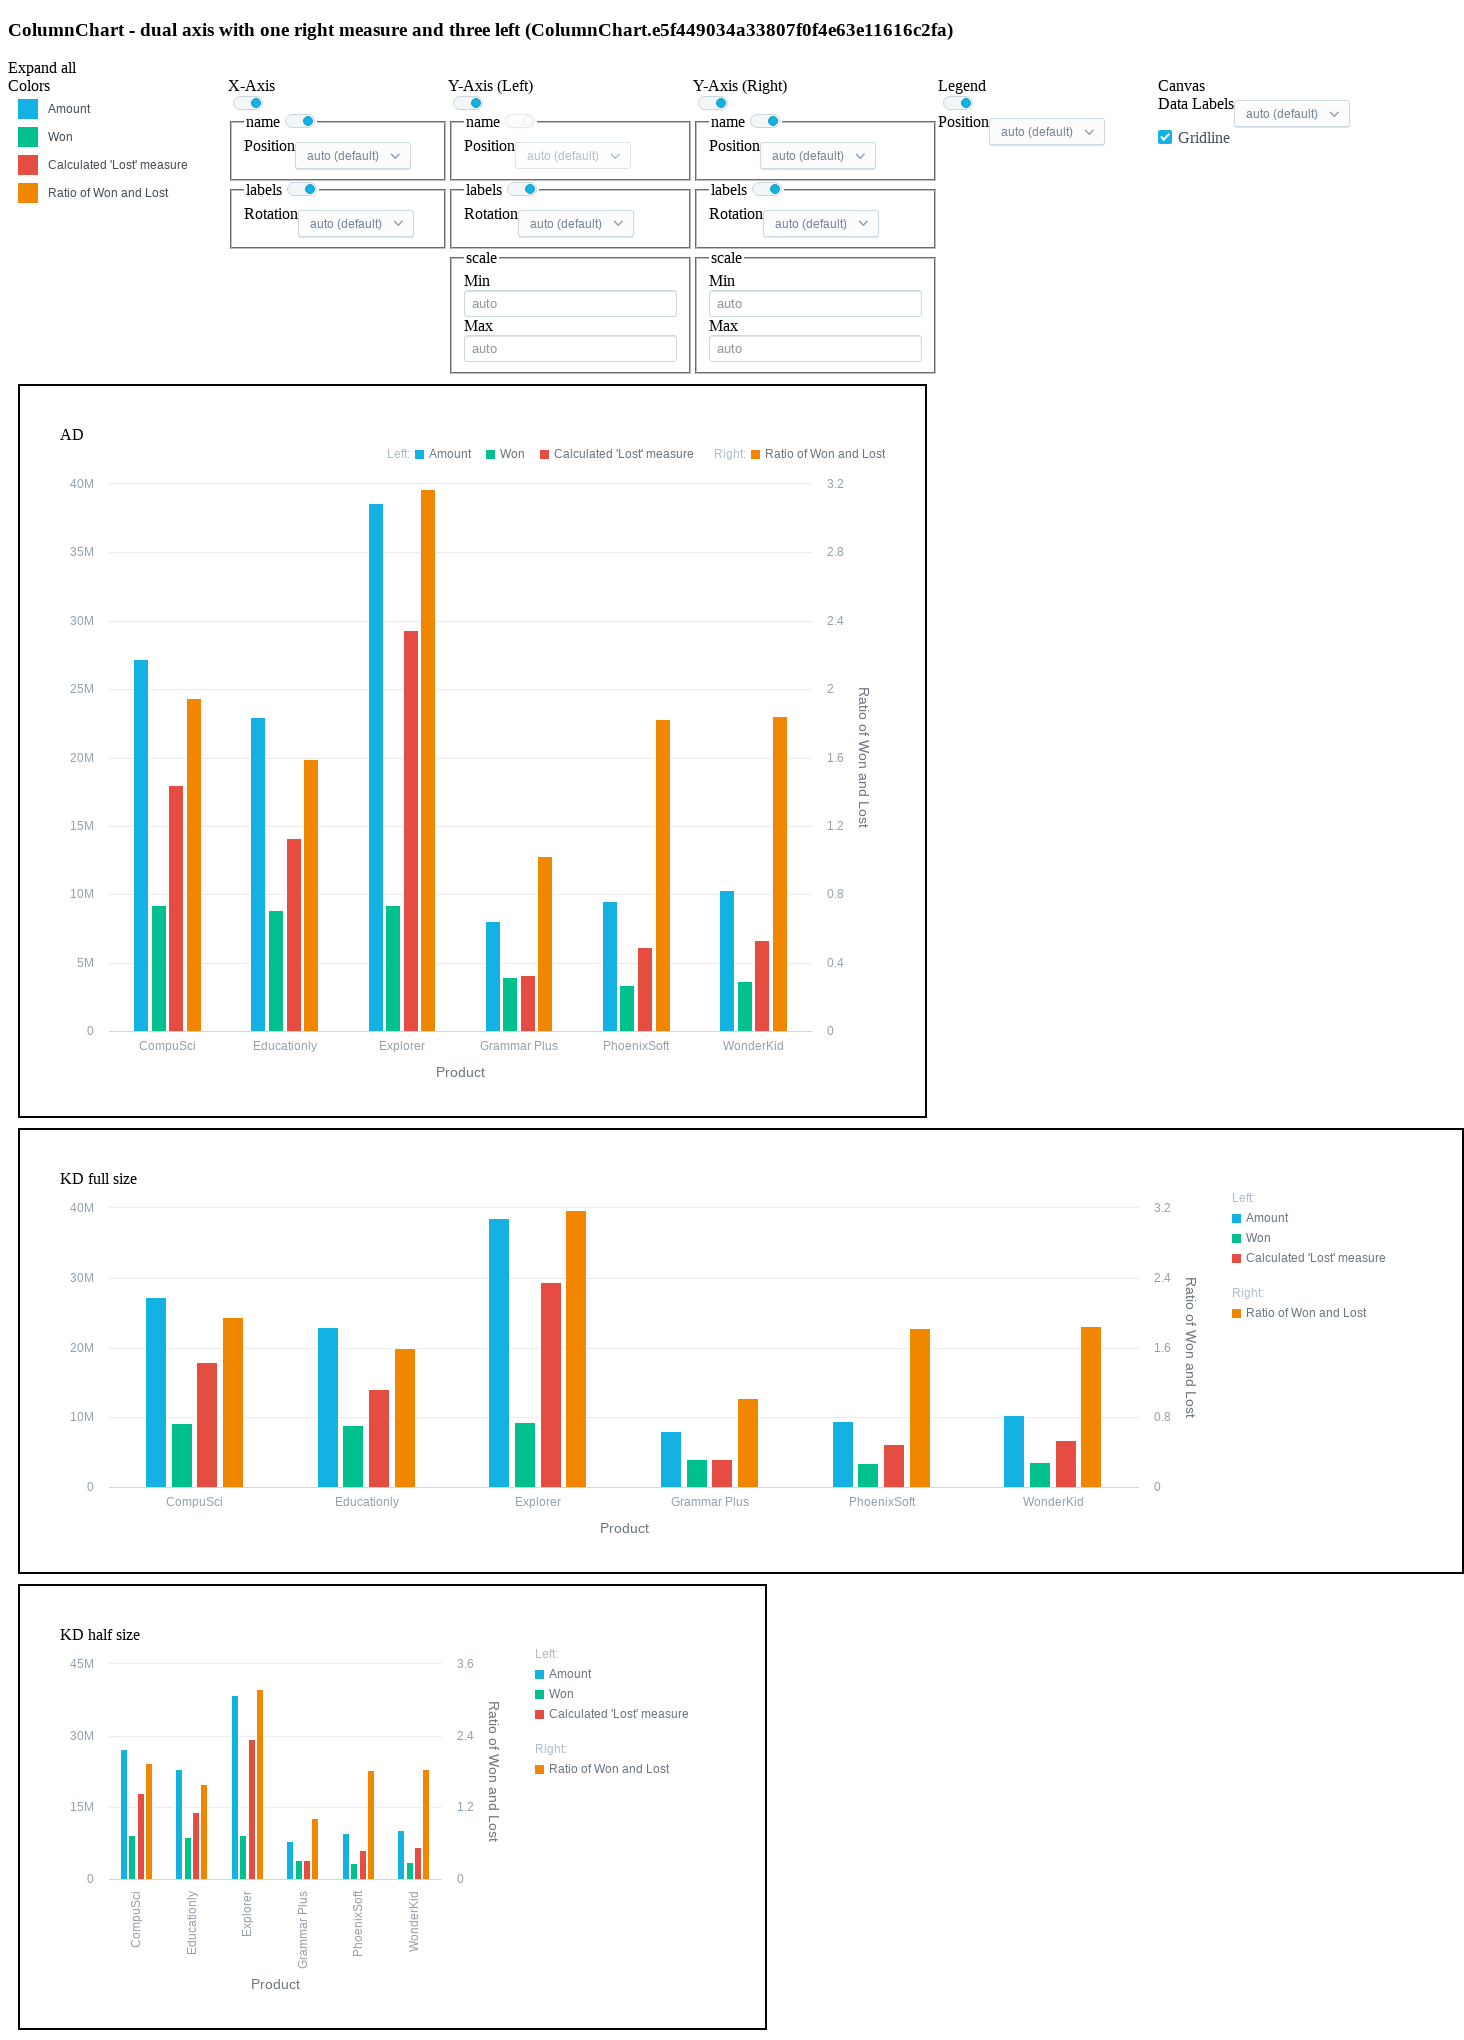 ColumnChart - dual axis with one right measure and three left (ColumnChart.e5f449034a33807f0f4e63e11616c2fa)
Expand all
Colors
Amount
Won
Calculated 'Lost' measure
Ratio of Won and Lost
X-Axis
name
Position auto (default)
labels
Rotation auto (default)
Y-Axis (Left)
name
Position auto (default)
labels
Rotation auto (default)
scale
Min
auto
Max
auto
Y-Axis (Right)
name
Position auto (default)
labels
Rotation auto (default)
scale
Min
auto
Max
auto
Legend
Position auto (default)
Canvas
Data Labels auto (default)
Gridline
AD
Left: Amount Won Calculated 'Lost' measure Right: Ratio of Won and Lost
40M 3.2
35M 2.8
30M 2.4
25M 2
20M 1.6
15M 1.2
10M 0.8
5M 0.4
0 0
Ratio of Won and Lost
CompuSci Educationly Explorer Grammar Plus PhoenixSoft WonderKid
Product
KD full size
40M 3.2
30M 2.4
20M 1.6
10M 0.8
0 0
Ratio of Won and Lost
CompuSci Educationly Explorer Grammar Plus PhoenixSoft WonderKid
Product
Left:
Amount
Won
Calculated 'Lost' measure
Right:
Ratio of Won and Lost
KD half size
45M 3.6
30M 2.4
15M 1.2
0 0
Ratio of Won and Lost
CompuSci Educationly Explorer Grammar Plus PhoenixSoft WonderKid
Product
Left:
Amount
Won
Calculated 'Lost' measure
Right:
Ratio of Won and Lost